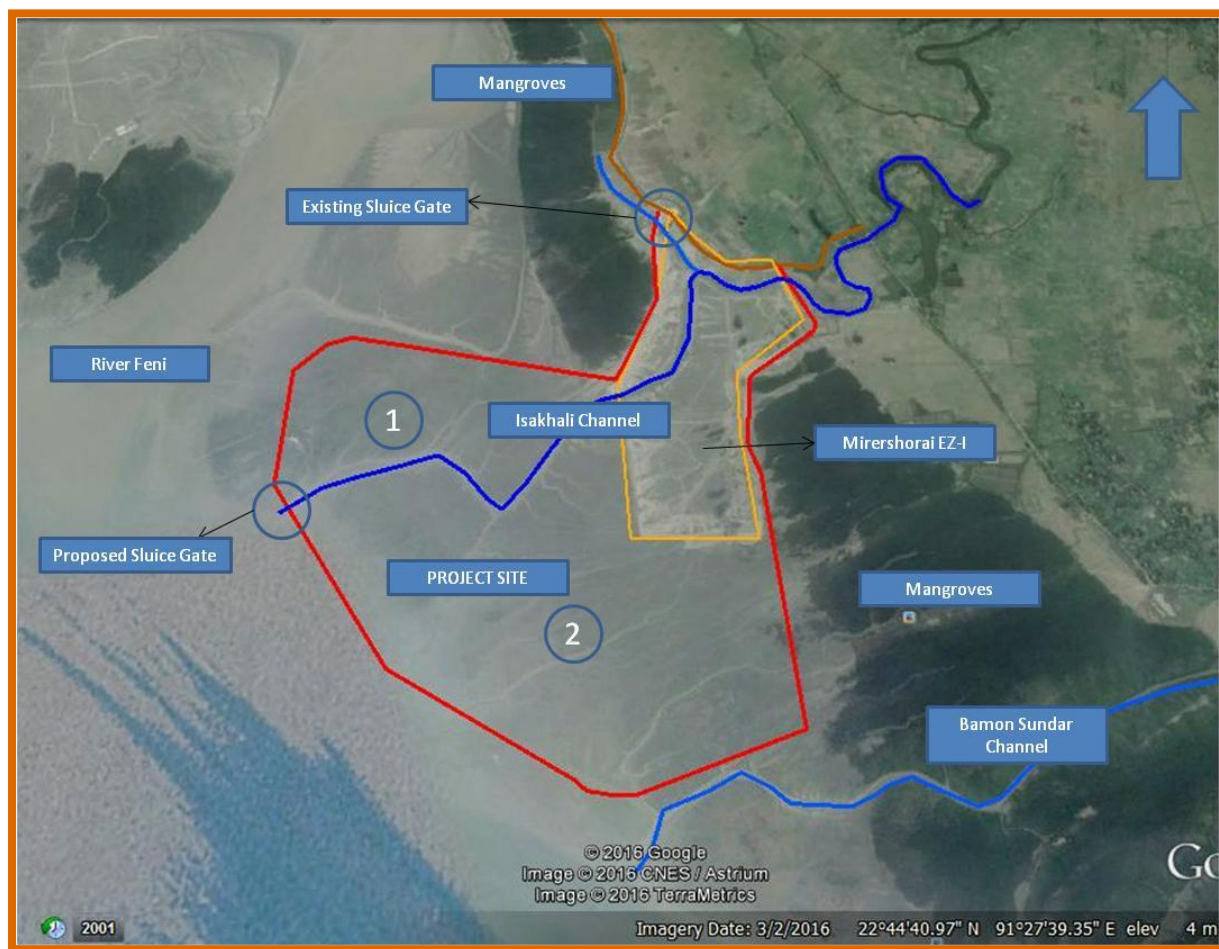 Mangroves
Existing Sluice Gate
River Feni
1
Isakhali Channel
Mirershorai EZ-I
Proposed Sluice Gate
PROJECT SITE
Mangroves
2
Bamon Sundar
Channel
© 2016 Google
Image © 2016 CNES / Astrium
Image © 2016 TerraMetrics
Go
2001
Imagery Date: 3/2/2016 22°44'40.97" N 91°27'39.35" E elev 4 m